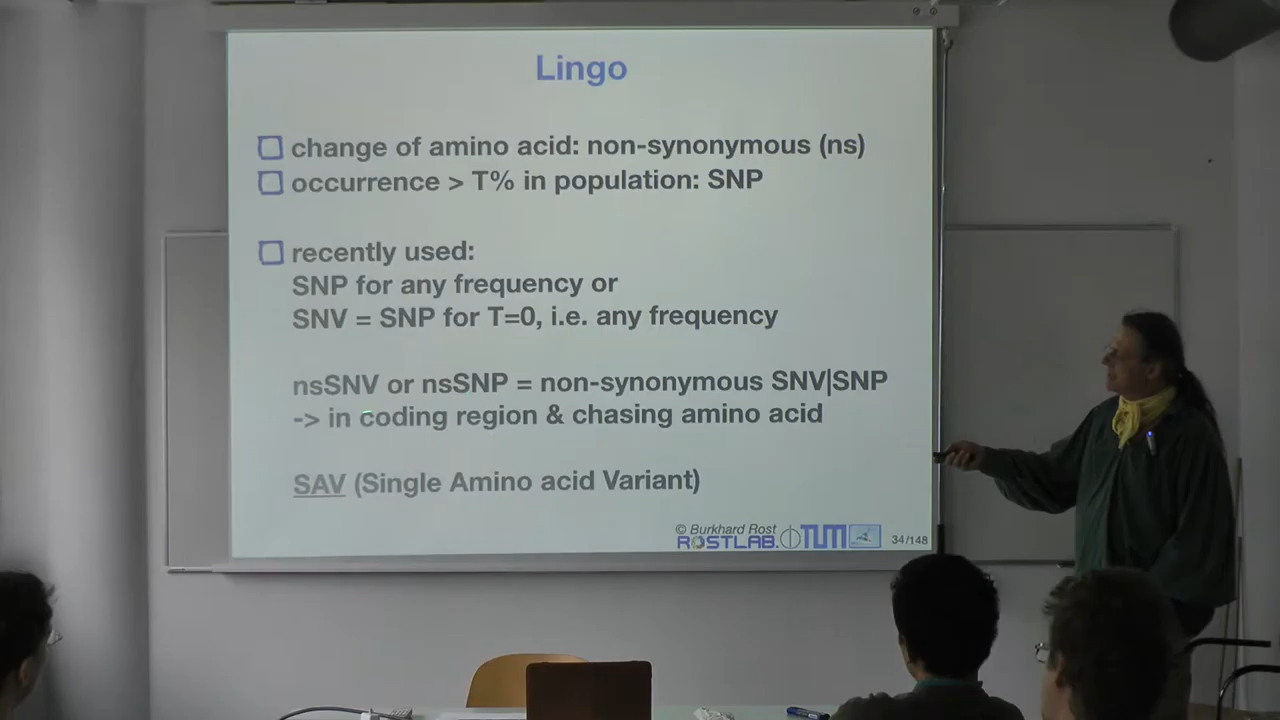 Lingo
change of amino acid: non-synonymous (ns)
occurrence > T% in population: SNP
recently used:
SNP for any frequency or
SNV = SNP for T=0, i.e. any frequency
nsSNV or nsSNP = non-synonymous SNV|SNP
-> in coding region & chasing amino acid
SAV (Single Amino acid Variant)
© Burkhard Rost
ROSTLAB. TUM
34/148